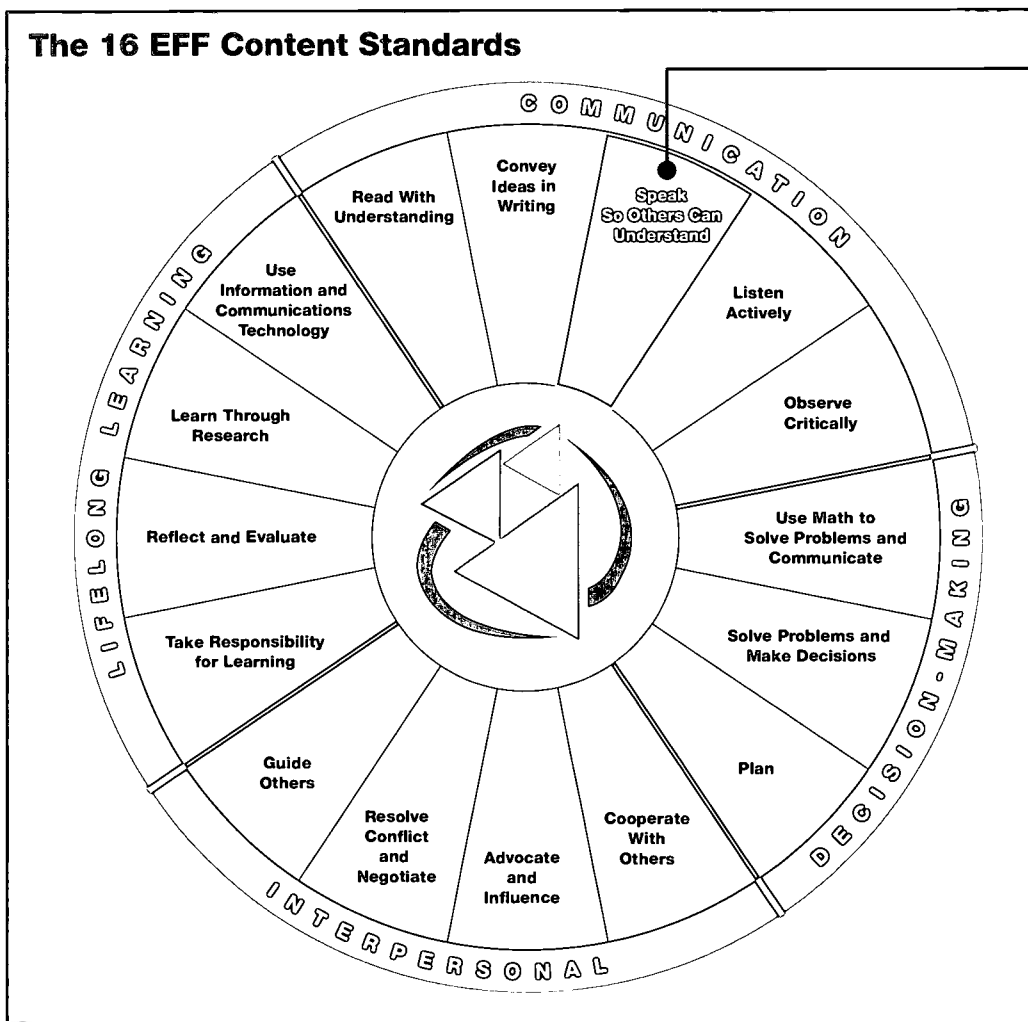 The 16 EFF Content Standards
COMMUNICATION
Read With
Understanding
Convey
Ideas in
Writing
Speak
So Others Can
Understand
Listen
Actively
Observe
Critically
DECISION-MAKING
Use Math to
Solve Problems and
Communicate
Solve Problems and
Make Decisions
Plan
INTERPERSONAL
Cooperate
With
Others
Advocate
and
Influence
Resolve
Conflict
and
Negotiate
Guide
Others
LIFELONG LEARNING
Take Responsibility
for Learning
Reflect and Evaluate
Learn Through
Research
Use
Information and
Communications
Technology